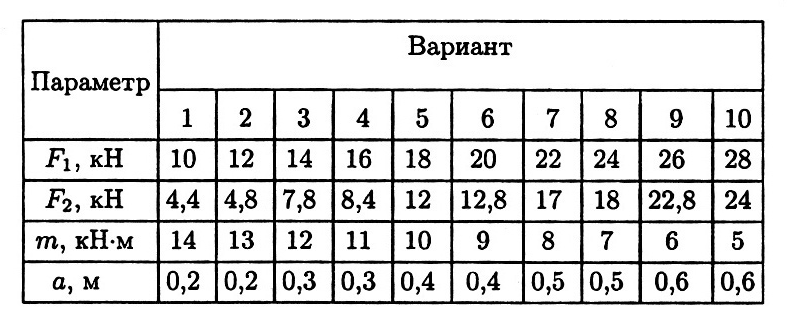 Параметр Вариант
1 2 3 4 5 6 7 8 9 10
F₁, кН 10 12 14 16 18 20 22 24 26 28
F₂, кН 4,4 4,8 7,8 8,4 12 12,8 17 18 22,8 24
m, кН·м 14 13 12 11 10 9 8 7 6 5
a, м 0,2 0,2 0,3 0,3 0,4 0,4 0,5 0,5 0,6 0,6